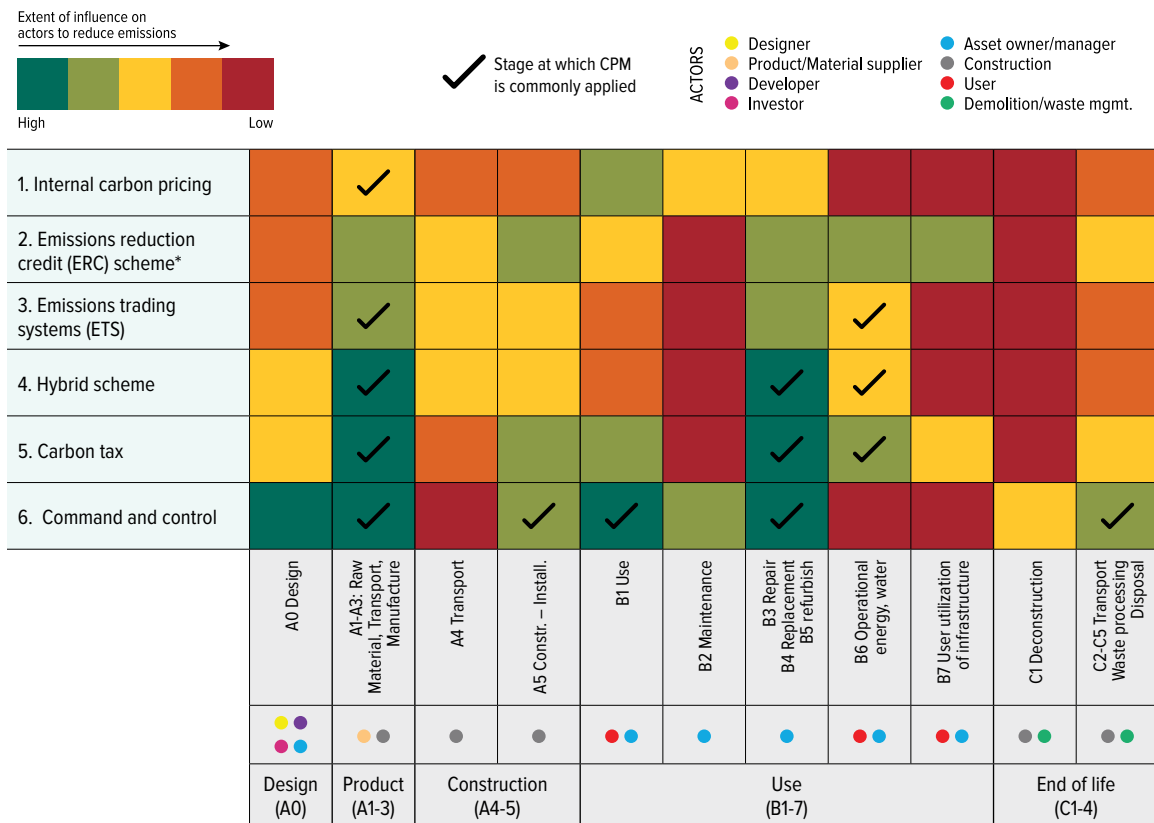 Extent of influence on
actors to reduce emissions
High
Low
Stage at which CPM
is commonly applied
ACTORS
Designer
Product/Material supplier
Developer
Investor
Asset owner/manager
Construction
User
Demolition/waste mgmt.
1. Internal carbon pricing
2. Emissions reduction
credit (ERC) scheme*
3. Emissions trading
systems (ETS)
4. Hybrid scheme
5. Carbon tax
6. Command and control
A0 Design
A1-A3: Raw
Material, Transport,
Manufacture
A4 Transport
A5 Constr. – Install.
B1 Use
B2 Maintenance
B3 Repair
B4 Replacement
B5 refurbish
B6 Operational
energy, water
B7 User utilization
of infrastructure
C1 Deconstruction
C2-C5 Transport
Waste processing
Disposal
Design
(A0)
Product
(A1-3)
Construction
(A4-5)
Use
(B1-7)
End of life
(C1-4)